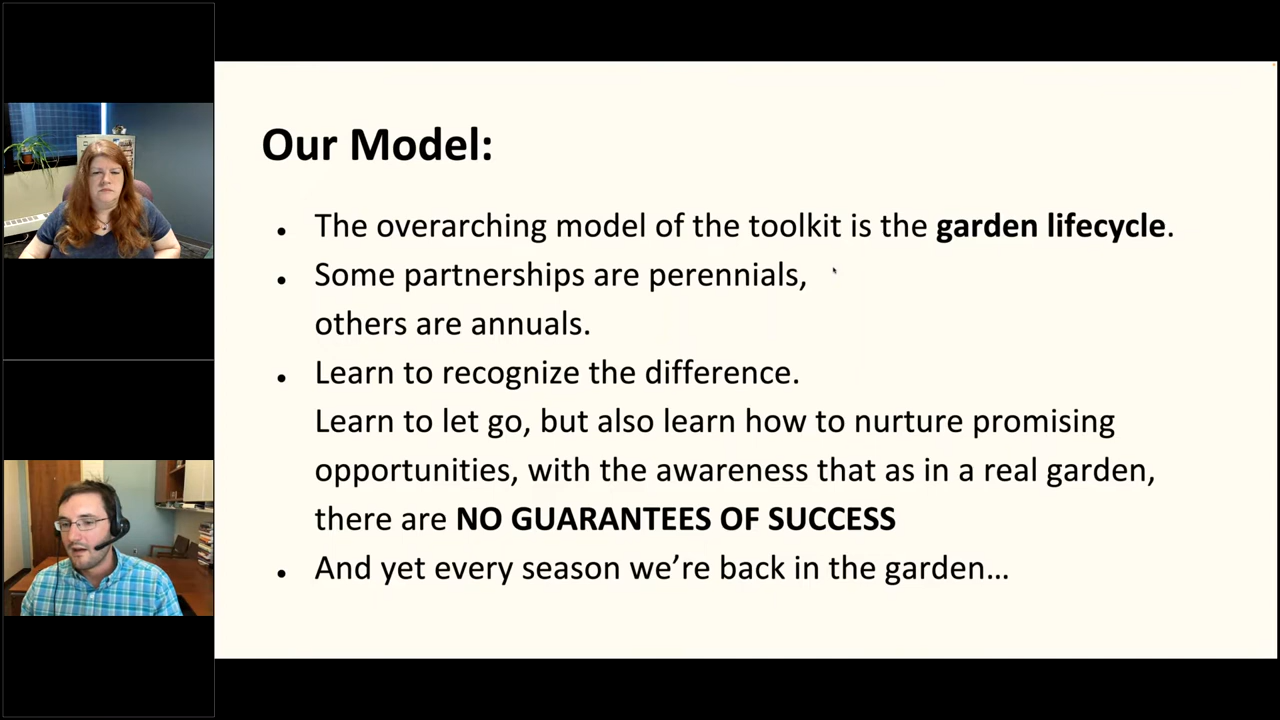 Our Model:
• The overarching model of the toolkit is the garden lifecycle.
• Some partnerships are perennials,
others are annuals.
• Learn to recognize the difference.
Learn to let go, but also learn how to nurture promising
opportunities, with the awareness that as in a real garden,
there are NO GUARANTEES OF SUCCESS
• And yet every season we’re back in the garden…